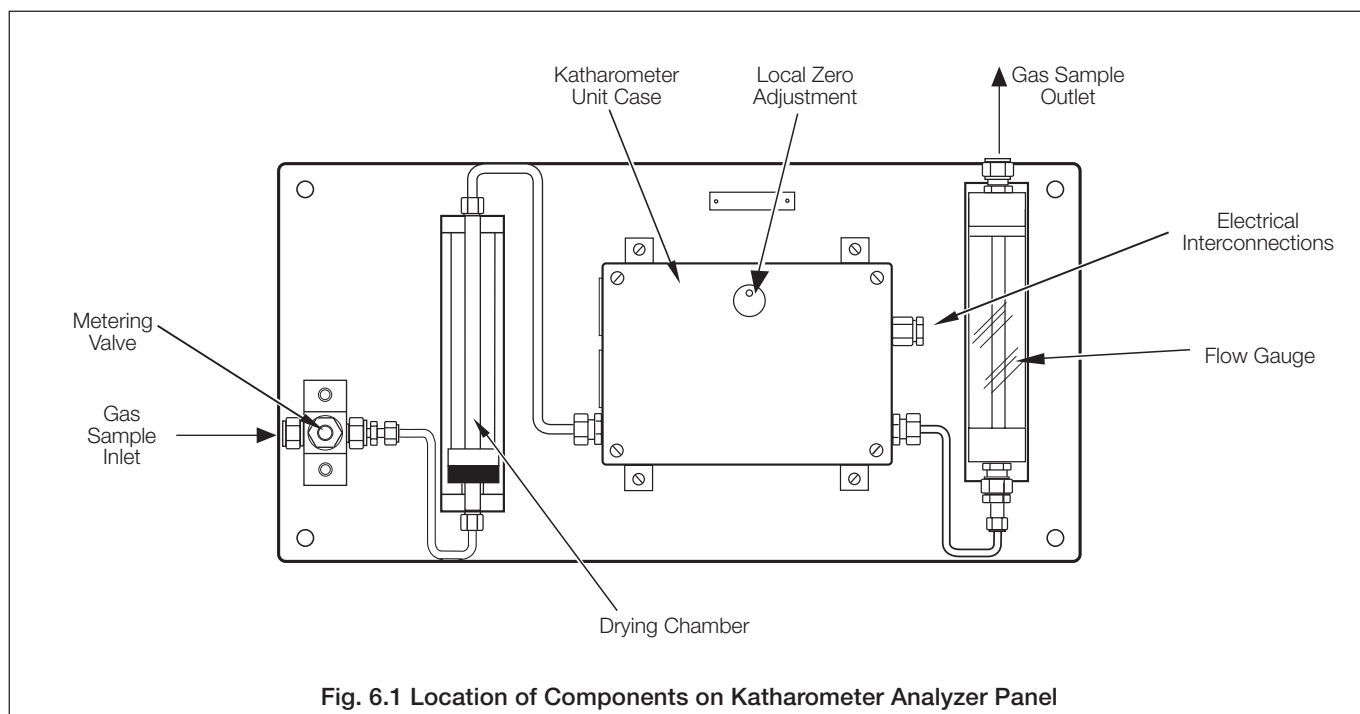 Katharometer
Unit Case
Local Zero
Adjustment
Gas Sample
Outlet
Electrical
Interconnections
Metering
Valve
Flow Gauge
Gas
Sample
Inlet
Drying Chamber
Fig. 6.1 Location of Components on Katharometer Analyzer Panel